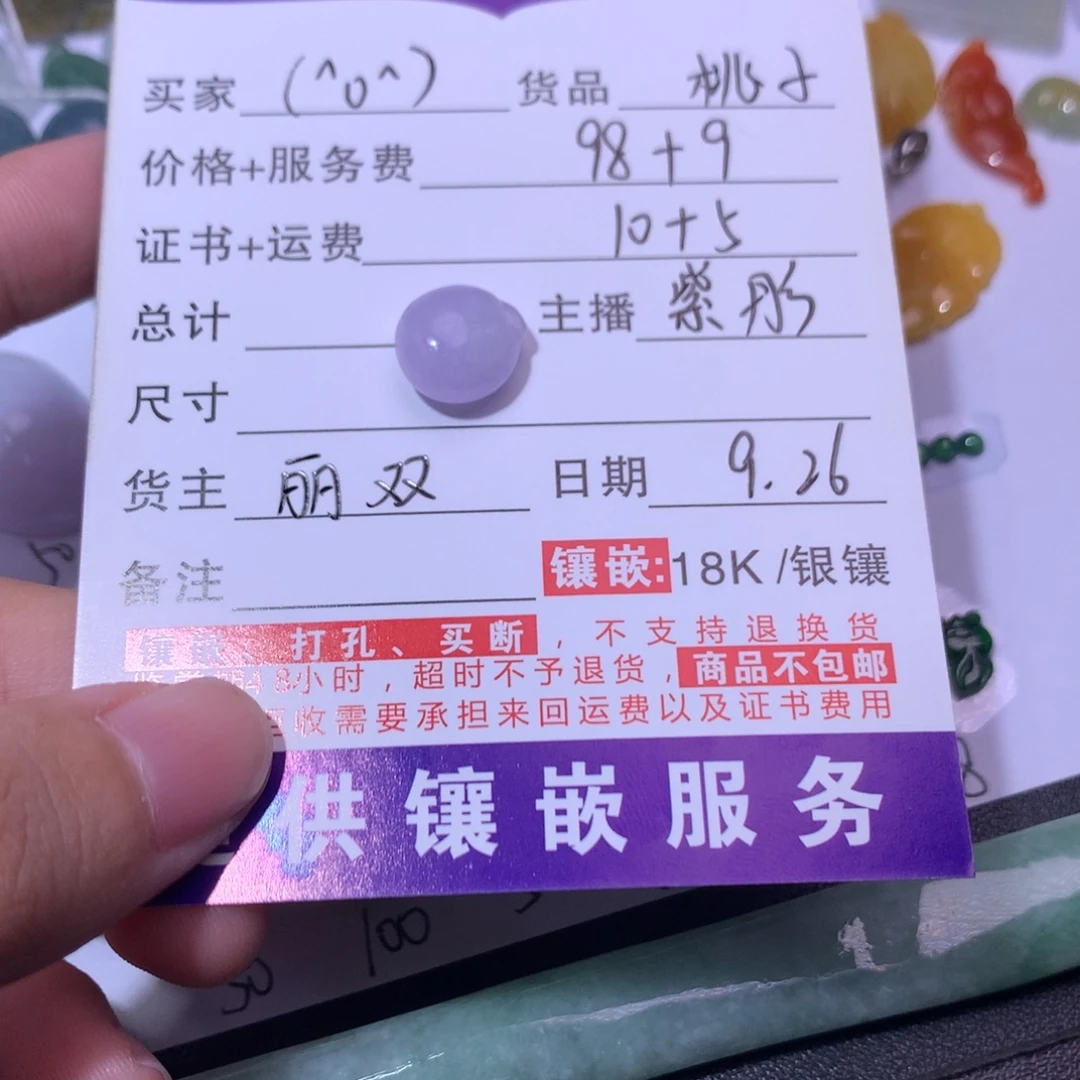 买家 (^o^) 货品 桃子
价格+服务费 98+9
证书+运费 10+5
总计 主播 紫彤
尺寸
货主 丽双 日期 9.26
备注 镶嵌:18K /银镶
镶嵌、打孔、买断，不支持退换货
48小时，超时不予退货，商品不包邮
收需要承担来回运费以及证书费用
供镶嵌服务
100